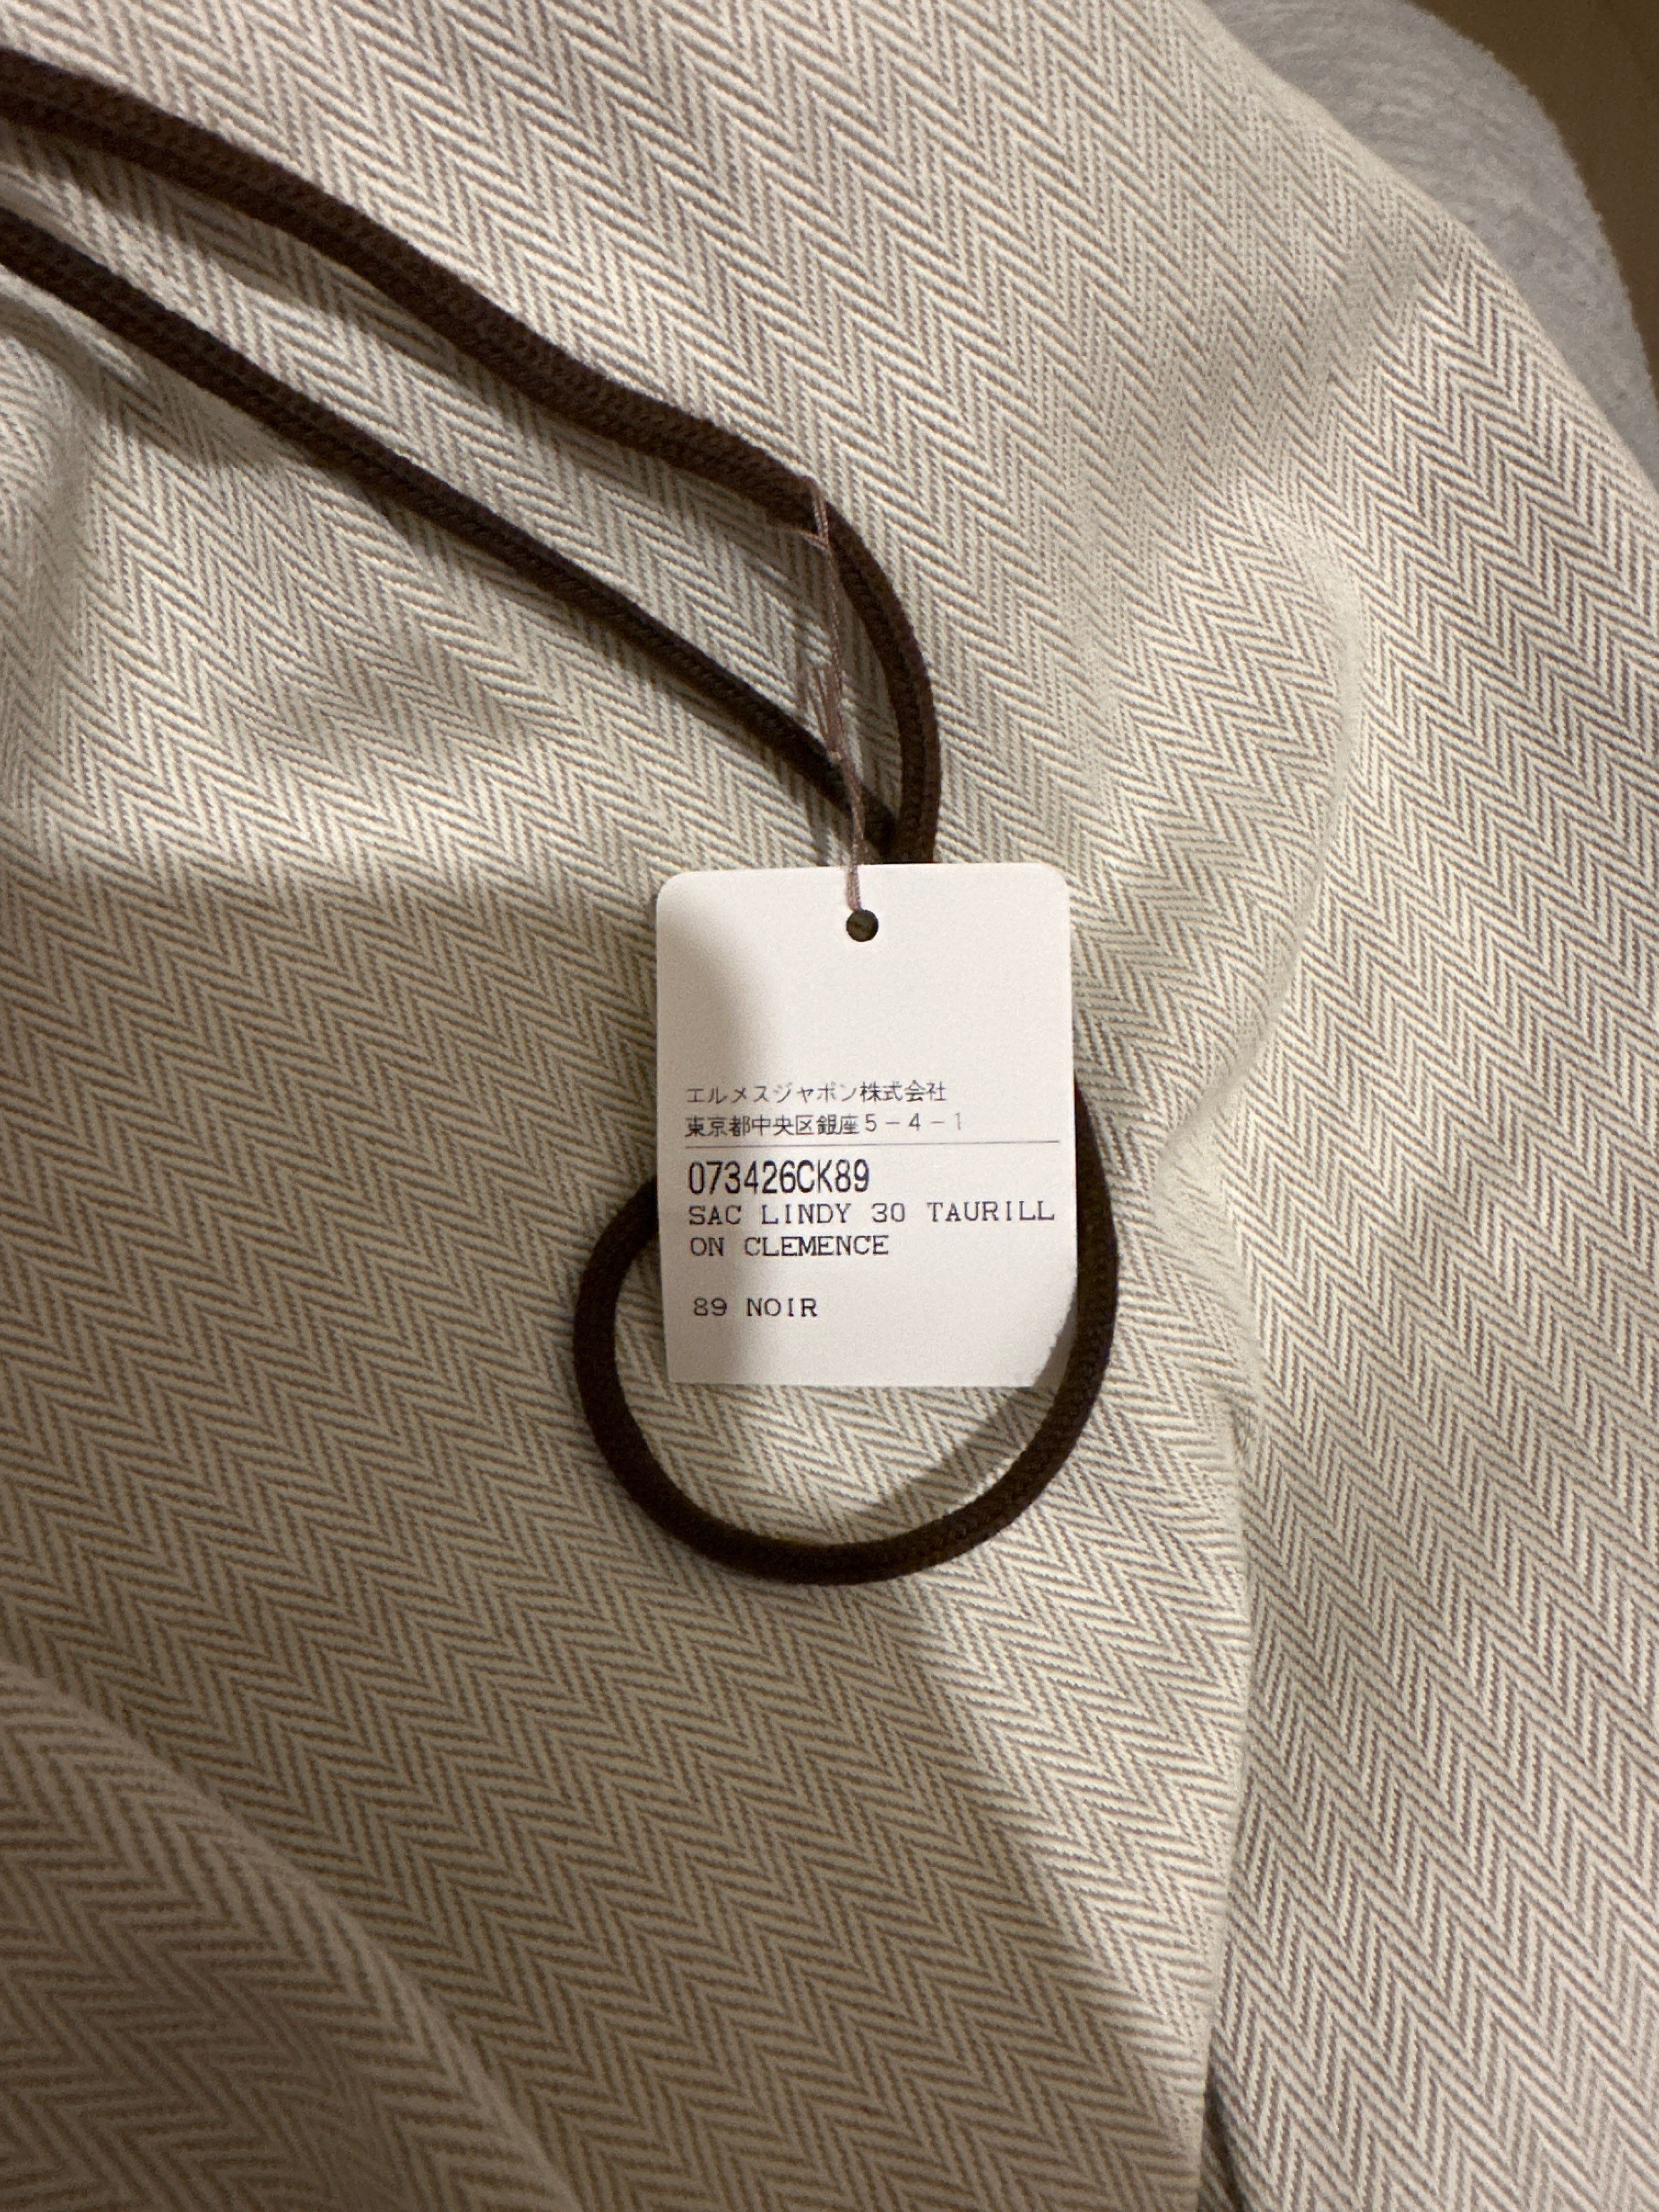 エルメスジャポン株式会社
東京都中央区銀座5-4-1
073426CK89
SAC LINDY 30 TAURILL
ON CLEMENCE
89 NOIR